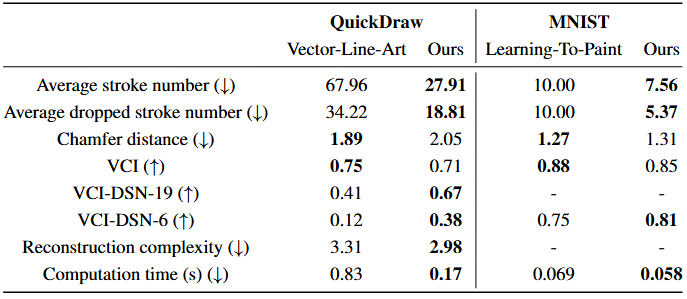 QuickDraw MNIST
Vector-Line-Art Ours Learning-To-Paint Ours
Average stroke number (↓) 67.96 27.91 10.00 7.56
Average dropped stroke number (↓) 34.22 18.81 10.00 5.37
Chamfer distance (↓) 1.89 2.05 1.27 1.31
VCI (↑) 0.75 0.71 0.88 0.85
VCI-DSN-19 (↑) 0.41 0.67 - -
VCI-DSN-6 (↑) 0.12 0.38 0.75 0.81
Reconstruction complexity (↓) 3.31 2.98 - -
Computation time (s) (↓) 0.83 0.17 0.069 0.058